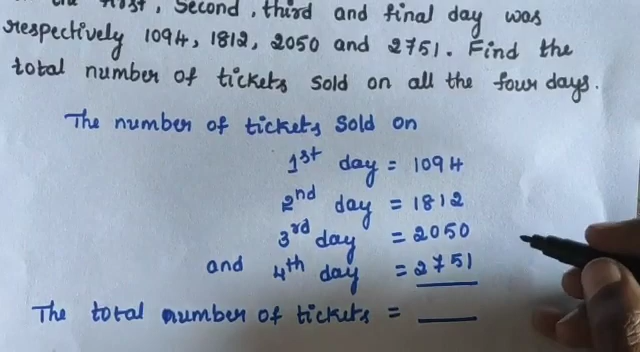 First, Second, third and final day was
respectively 1094, 1812, 2050 and 2751. Find the
total number of tickets sold on all the four days.
The number of tickets Sold on
1st day = 1094
2nd day = 1812
3rd day = 2050
and 4th day = 2751
The total number of tickets =